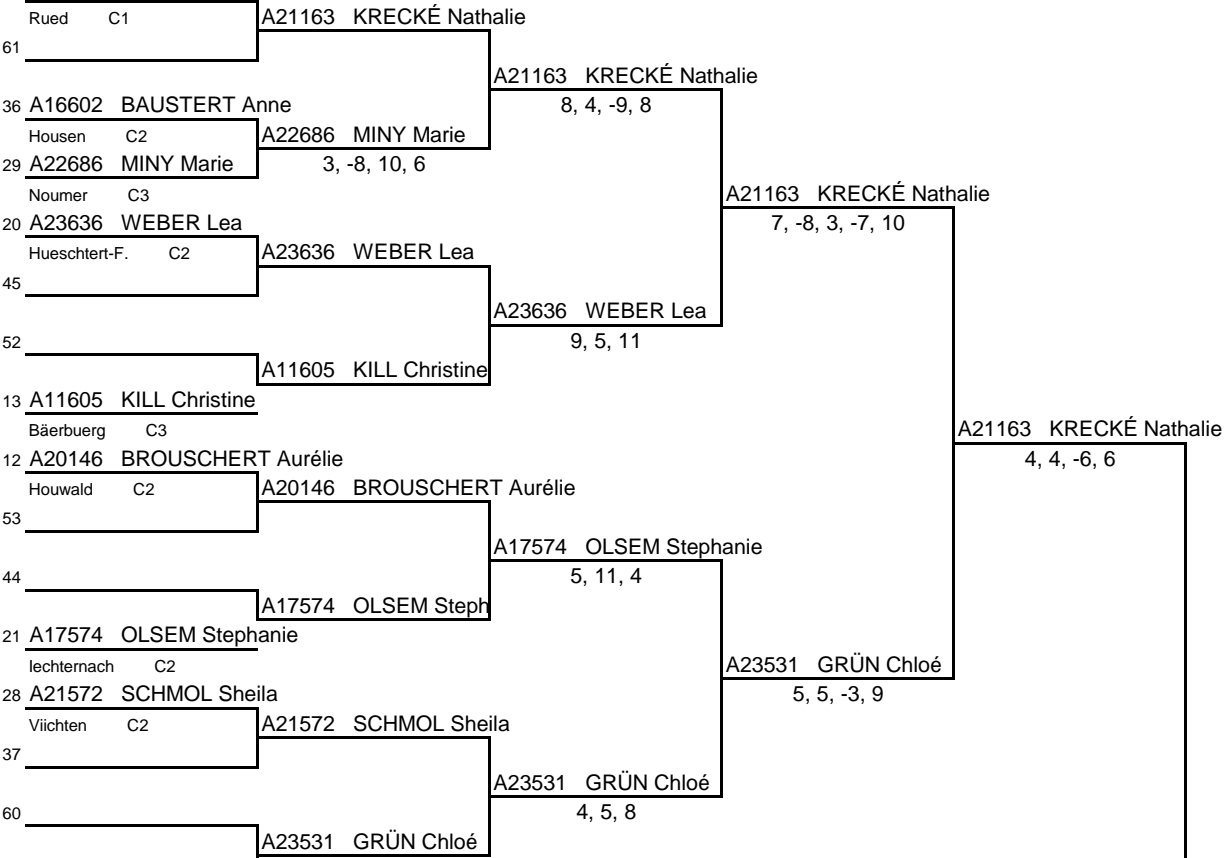 Rued C1 A21163 KRECKÉ Nathalie
61
A21163 KRECKÉ Nathalie
36 A16602 BAUSTERT Anne 8, 4, -9, 8
Housen C2 A22686 MINY Marie
29 A22686 MINY Marie 3, -8, 10, 6
Noumer C3 A21163 KRECKÉ Nathalie
20 A23636 WEBER Lea 7, -8, 3, -7, 10
Hueschtert-F. C2 A23636 WEBER Lea
45
A23636 WEBER Lea
52 9, 5, 11
A11605 KILL Christine
13 A11605 KILL Christine
Bäerbuerg C3 A21163 KRECKÉ Nathalie
12 A20146 BROUSCHERT Aurélie 4, 4, -6, 6
Houwald C2 A20146 BROUSCHERT Aurélie
53
A17574 OLSEM Stephanie
44 5, 11, 4
A17574 OLSEM Steph
21 A17574 OLSEM Stephanie
Iechternach C2 A23531 GRÜN Chloé
28 A21572 SCHMOL Sheila 5, 5, -3, 9
Viichten C2 A21572 SCHMOL Sheila
37
A23531 GRÜN Chloé
60 4, 5, 8
A23531 GRÜN Chloé